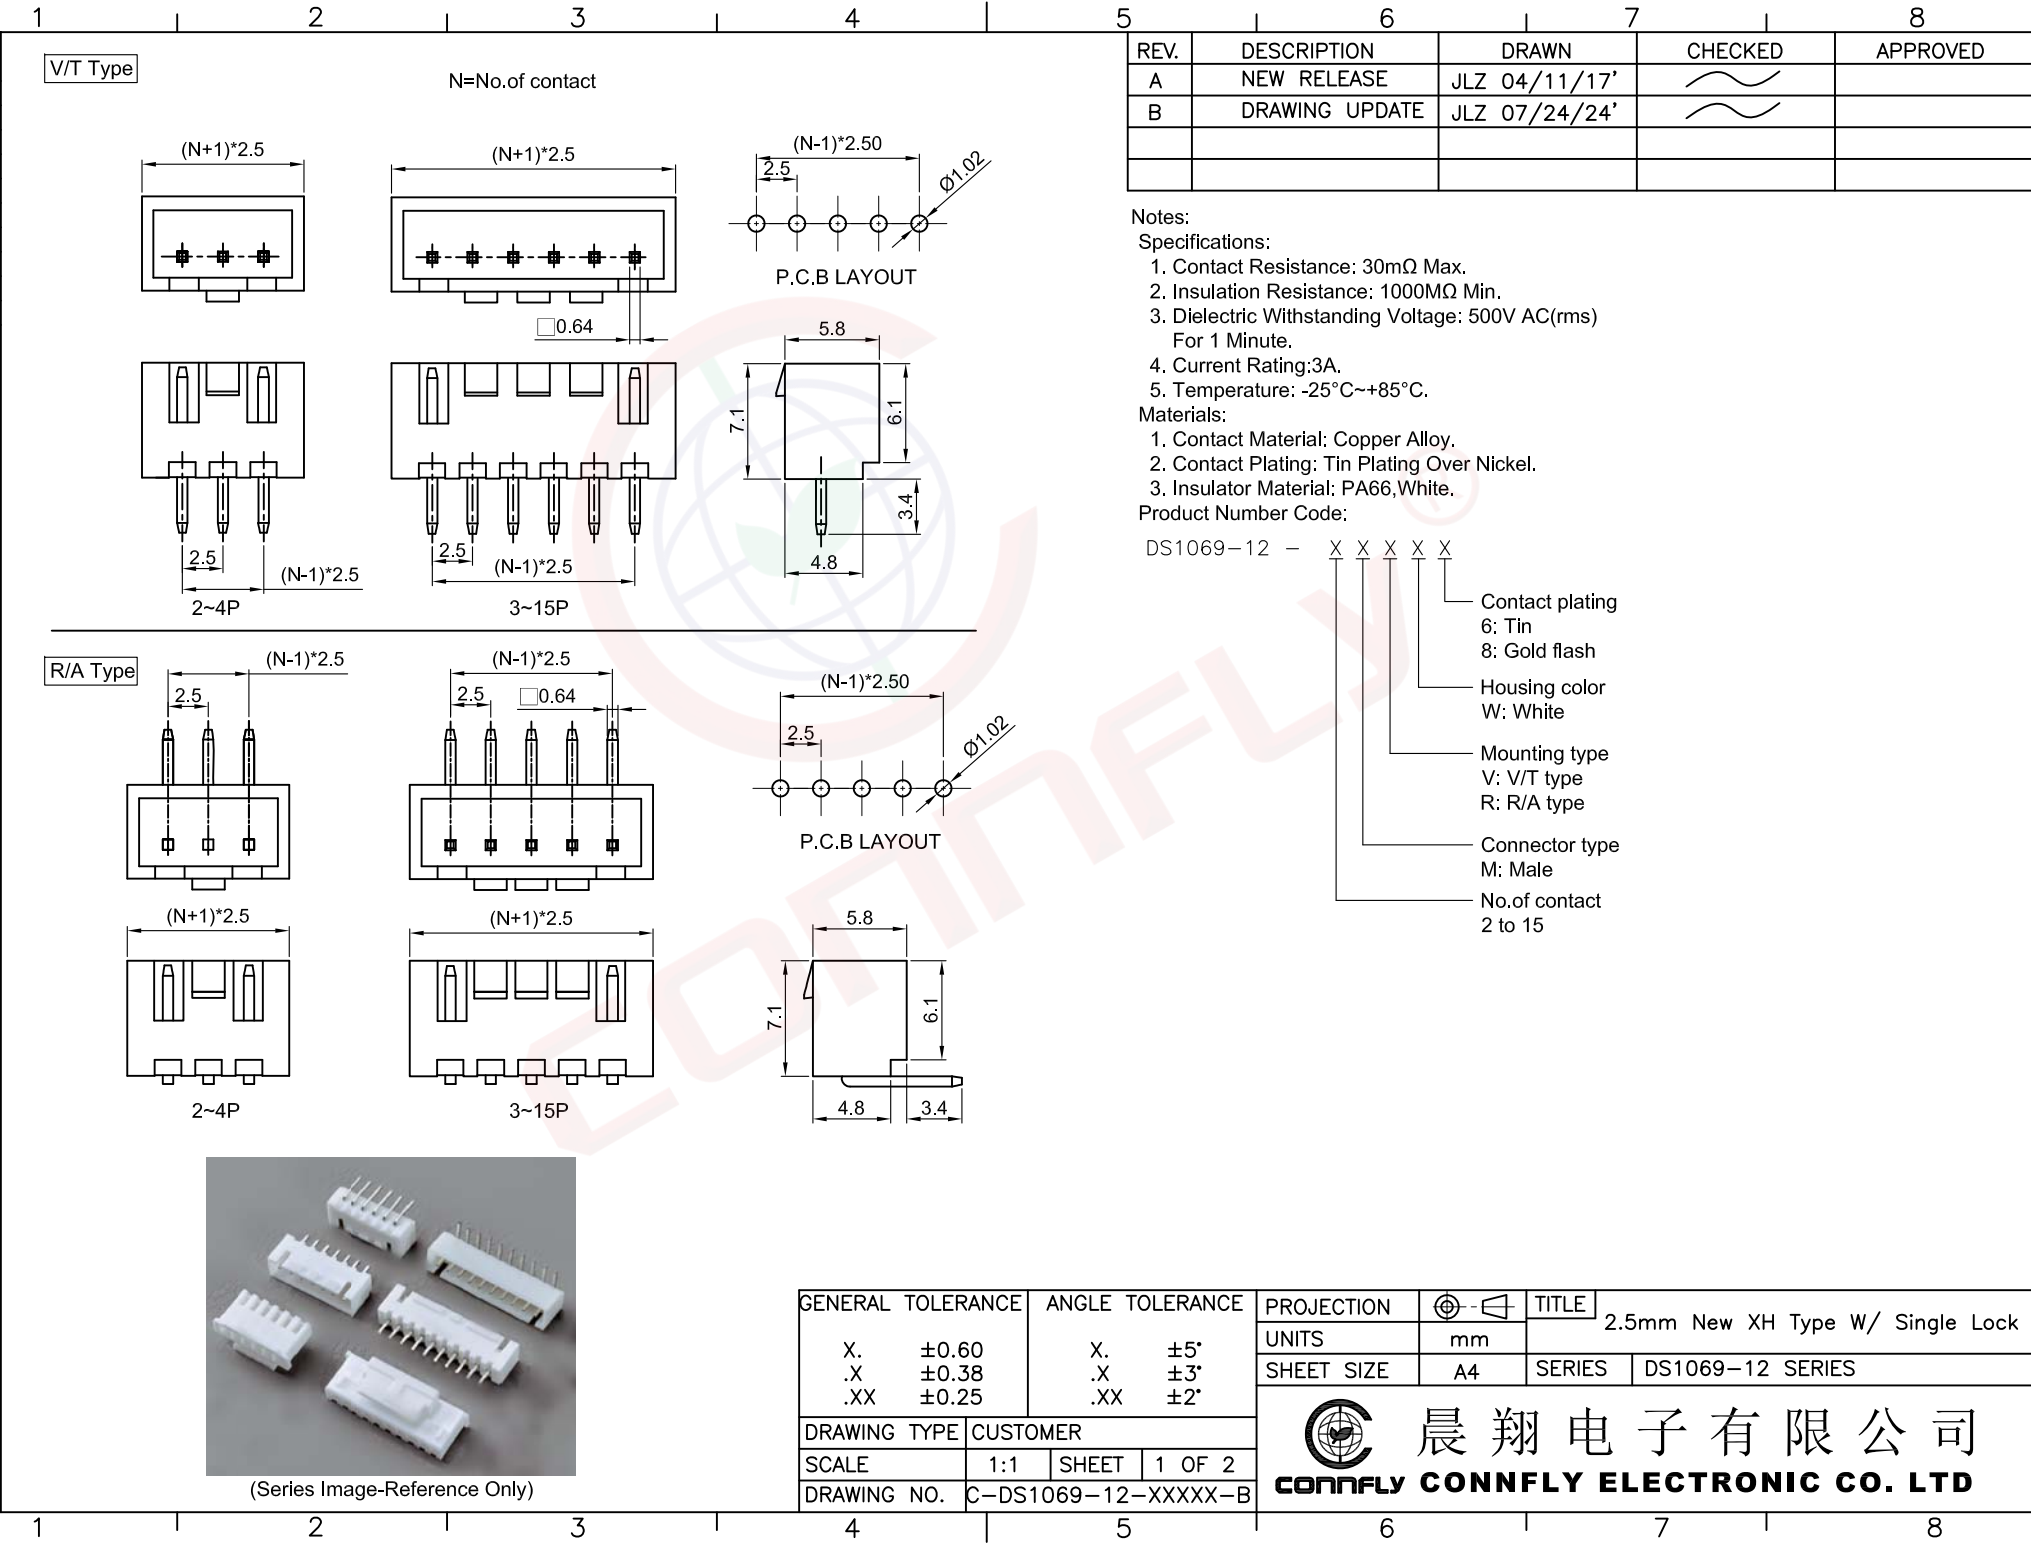 1 2 3 4 5 6 7 8
REV. DESCRIPTION DRAWN CHECKED APPROVED
A NEW RELEASE JLZ 04/11/17'
B DRAWING UPDATE JLZ 07/24/24'
V/T Type
N=No.of contact
(N+1)*2.5
(N+1)*2.5
(N-1)*2.50
2.5
Ø1.02
P.C.B LAYOUT
□0.64
5.8
7.1
6.1
3.4
4.8
2.5
(N-1)*2.5
2~4P
2.5
(N-1)*2.5
3~15P
R/A Type
(N-1)*2.5
2.5
(N-1)*2.5
2.5
□0.64
(N-1)*2.50
2.5
Ø1.02
P.C.B LAYOUT
(N+1)*2.5
(N+1)*2.5
5.8
7.1
6.1
4.8
3.4
2~4P
3~15P
(Series Image-Reference Only)
Notes:
Specifications:
1. Contact Resistance: 30mΩ Max.
2. Insulation Resistance: 1000MΩ Min.
3. Dielectric Withstanding Voltage: 500V AC(rms)
For 1 Minute.
4. Current Rating:3A.
5. Temperature: -25°C~+85°C.
Materials:
1. Contact Material: Copper Alloy.
2. Contact Plating: Tin Plating Over Nickel.
3. Insulator Material: PA66,White.
Product Number Code:
DS1069-12 - X X X X X
Contact plating
6: Tin
8: Gold flash
Housing color
W: White
Mounting type
V: V/T type
R: R/A type
Connector type
M: Male
No.of contact
2 to 15
CONNFLY ®
GENERAL TOLERANCE ANGLE TOLERANCE
X. ±0.60 X. ±5°
.X ±0.38 .X ±3°
.XX ±0.25 .XX ±2°
DRAWING TYPE CUSTOMER
SCALE 1:1 SHEET 1 OF 2
DRAWING NO. C-DS1069-12-XXXXX-B
PROJECTION TITLE 2.5mm New XH Type W/ Single Lock
UNITS mm
SHEET SIZE A4 SERIES DS1069-12 SERIES
晨翔电子有限公司
CONNFLY CONNFLY ELECTRONIC CO. LTD
1 2 3 4 5 6 7 8